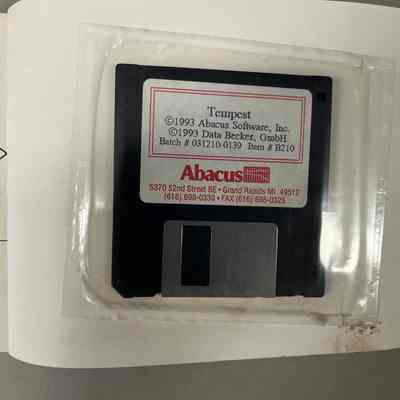 Tempest
©1993 Abacus Software, Inc.
©1993 Data Becker, GmbH
Batch # 031210-0139 Item # B210
Abacus
5370 52nd Street SE • Grand Rapids MI 49512
(616) 698-0330 • FAX (616) 698-0325